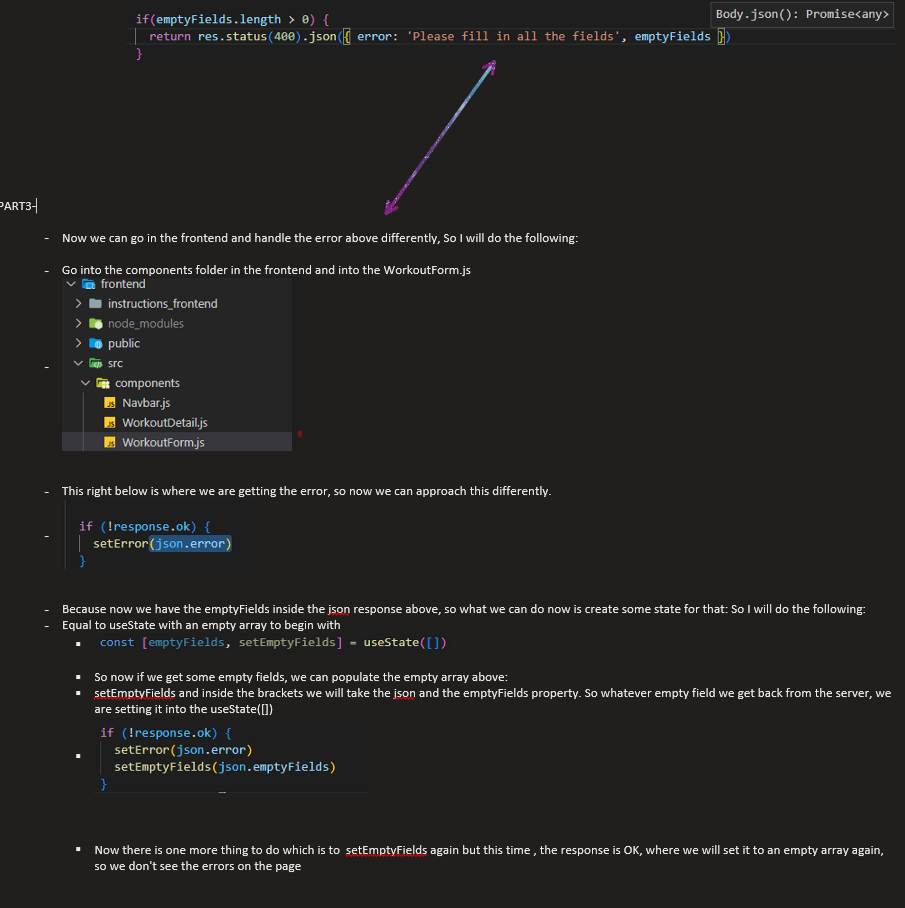 Body.json(): Promise<any>
if(emptyFields.length > 0) {
return res.status(400).json({ error: 'Please fill in all the fields', emptyFields })
}
PART3-
- Now we can go in the frontend and handle the error above differently, So I will do the following:
- Go into the components folder in the frontend and into the WorkoutForm.js
frontend
instructions_frontend
node_modules
public
- src
components
Navbar.js
WorkoutDetail.js
WorkoutForm.js
- This right below is where we are getting the error, so now we can approach this differently.
if (!response.ok) {
- setError(json.error)
}
- Because now we have the emptyFields inside the json response above, so what we can do now is create some state for that: So I will do the following:
- Equal to useState with an empty array to begin with
▪ const [emptyFields, setEmptyFields] = useState([])
▪ So now if we get some empty fields, we can populate the empty array above:
▪ setEmptyFields and inside the brackets we will take the json and the emptyFields property. So whatever empty field we get back from the server, we
are setting it into the useState([])
if (!response.ok) {
▪ setError(json.error)
setEmptyFields(json.emptyFields)
}
▪ Now there is one more thing to do which is to setEmptyFields again but this time , the response is OK, where we will set it to an empty array again,
so we don't see the errors on the page